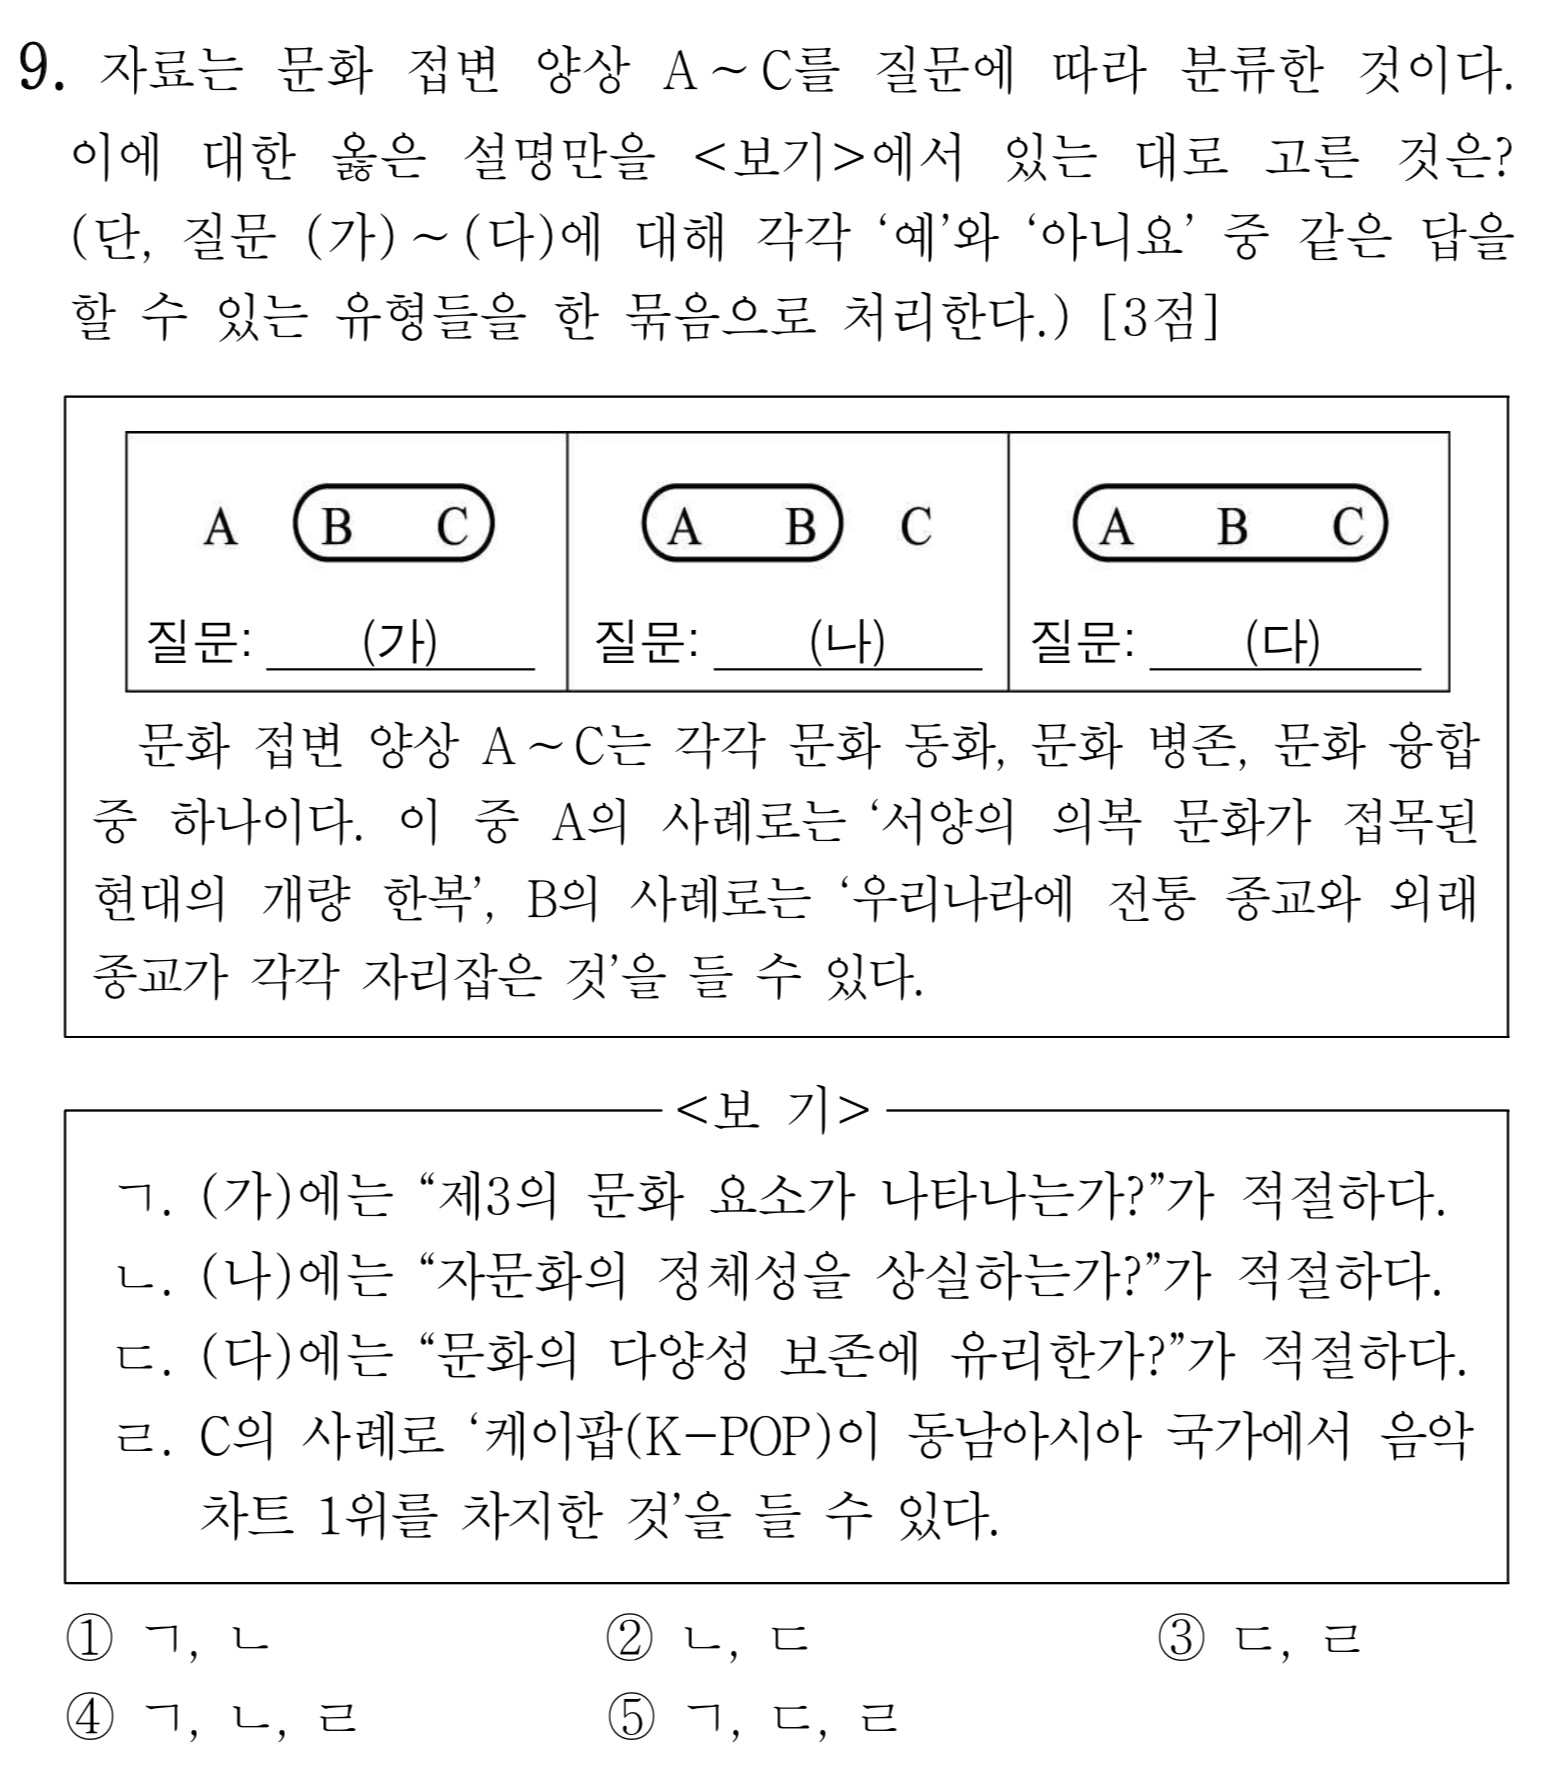 9. 자료는 문화 접변 양상 A~C를 질문에 따라 분류한 것이다.
이에 대한 옳은 설명만을 <보기>에서 있는 대로 고른 것은?
(단, 질문 (가)~(다)에 대해 각각 ‘예’와 ‘아니요’ 중 같은 답을
할 수 있는 유형들을 한 묶음으로 처리한다.) [3점]
A B C A B C A B C
질문: (가) 질문: (나) 질문: (다)
문화 접변 양상 A~C는 각각 문화 동화, 문화 병존, 문화 융합
중 하나이다. 이 중 A의 사례로는 ‘서양의 의복 문화가 접목된
현대의 개량 한복’, B의 사례로는 ‘우리나라에 전통 종교와 외래
종교가 각각 자리잡은 것’을 들 수 있다.
<보 기>
ㄱ. (가)에는 “제3의 문화 요소가 나타나는가?”가 적절하다.
ㄴ. (나)에는 “자문화의 정체성을 상실하는가?”가 적절하다.
ㄷ. (다)에는 “문화의 다양성 보존에 유리한가?”가 적절하다.
ㄹ. C의 사례로 ‘케이팝(K-POP)이 동남아시아 국가에서 음악
차트 1위를 차지한 것’을 들 수 있다.
① ㄱ, ㄴ ② ㄴ, ㄷ ③ ㄷ, ㄹ
④ ㄱ, ㄴ, ㄹ ⑤ ㄱ, ㄷ, ㄹ